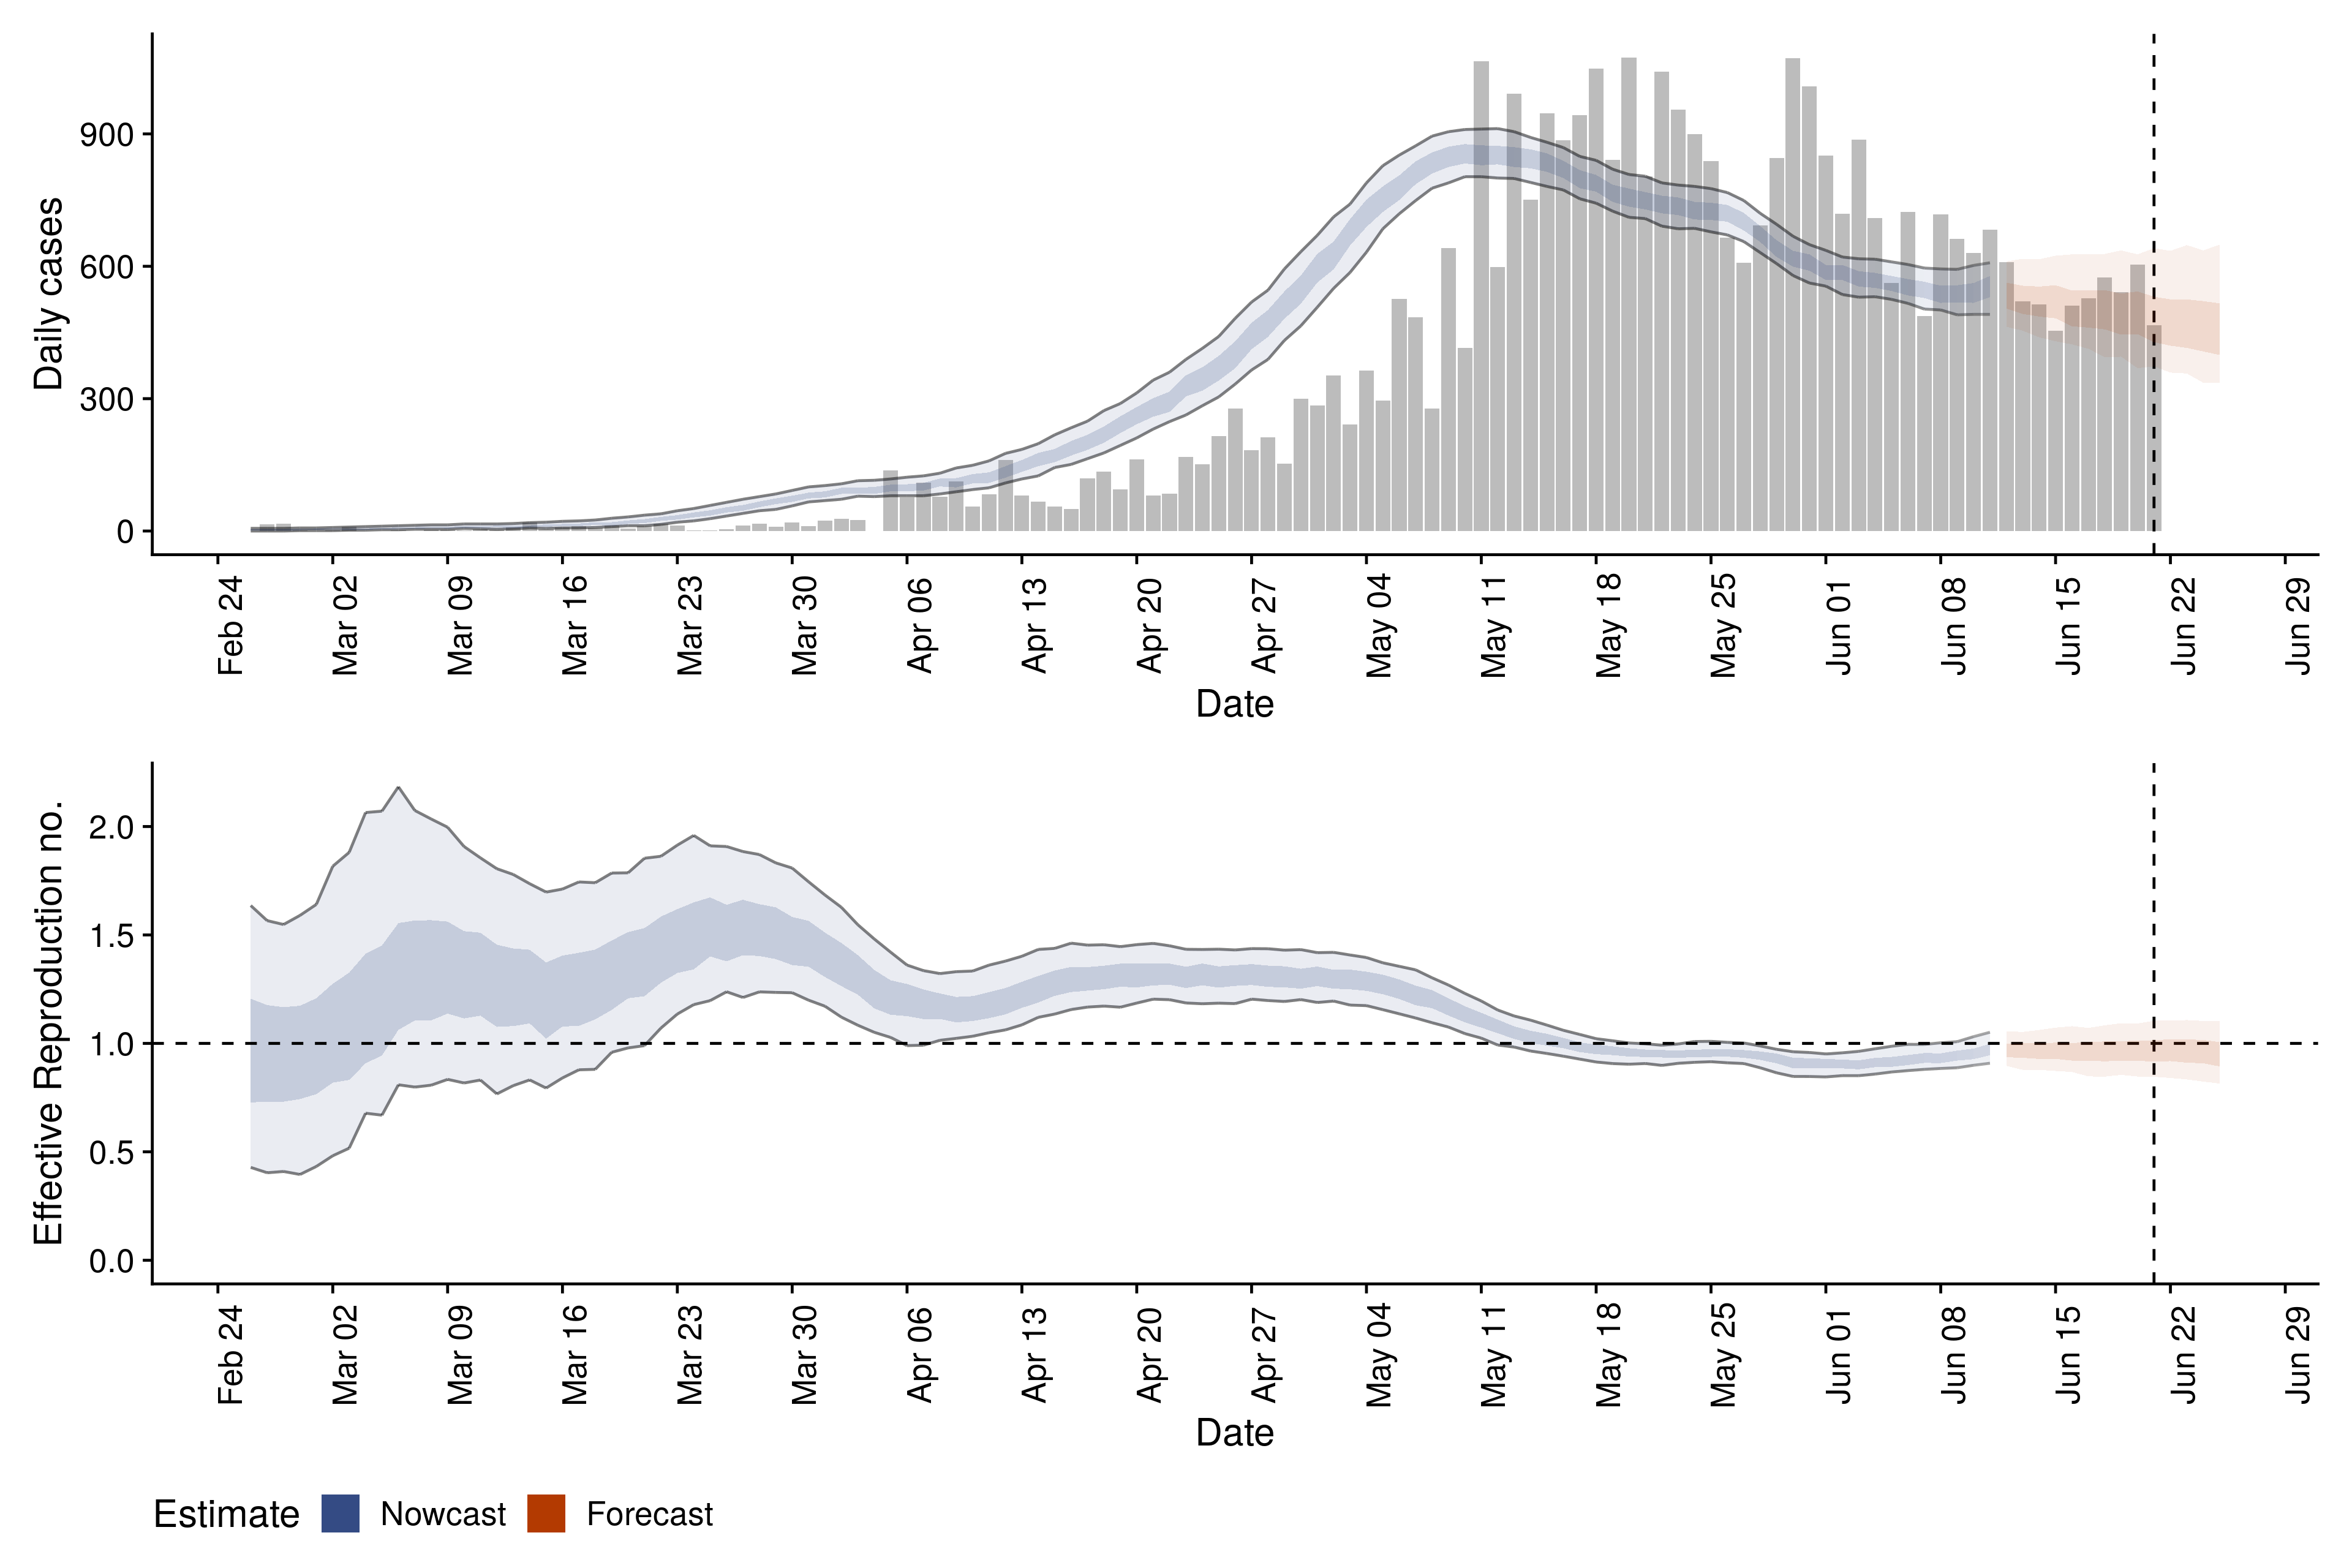 Daily cases
900
600
300
0
Feb 24
Mar 02
Mar 09
Mar 16
Mar 23
Mar 30
Apr 06
Apr 13
Apr 20
Apr 27
May 04
May 11
May 18
May 25
Jun 01
Jun 08
Jun 15
Jun 22
Jun 29
Date
Effective Reproduction no.
2.0
1.5
1.0
0.5
0.0
Feb 24
Mar 02
Mar 09
Mar 16
Mar 23
Mar 30
Apr 06
Apr 13
Apr 20
Apr 27
May 04
May 11
May 18
May 25
Jun 01
Jun 08
Jun 15
Jun 22
Jun 29
Date
Estimate Nowcast Forecast